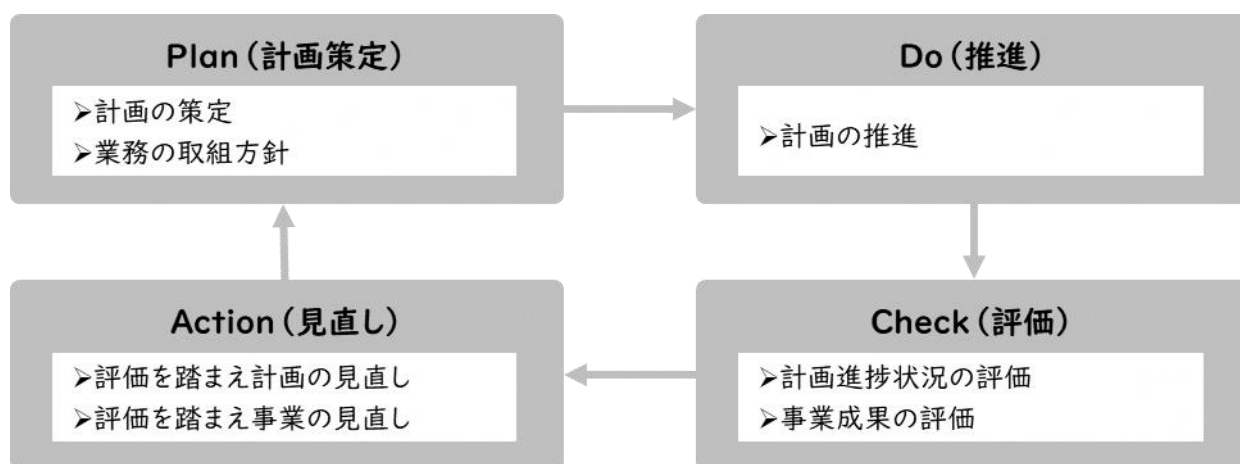 Plan(計画策定)
➢計画の策定
➢業務の取組方針
Do(推進)
➢計画の推進
Check(評価)
➢計画進捗状況の評価
➢事業成果の評価
Action(見直し)
➢評価を踏まえ計画の見直し
➢評価を踏まえ事業の見直し